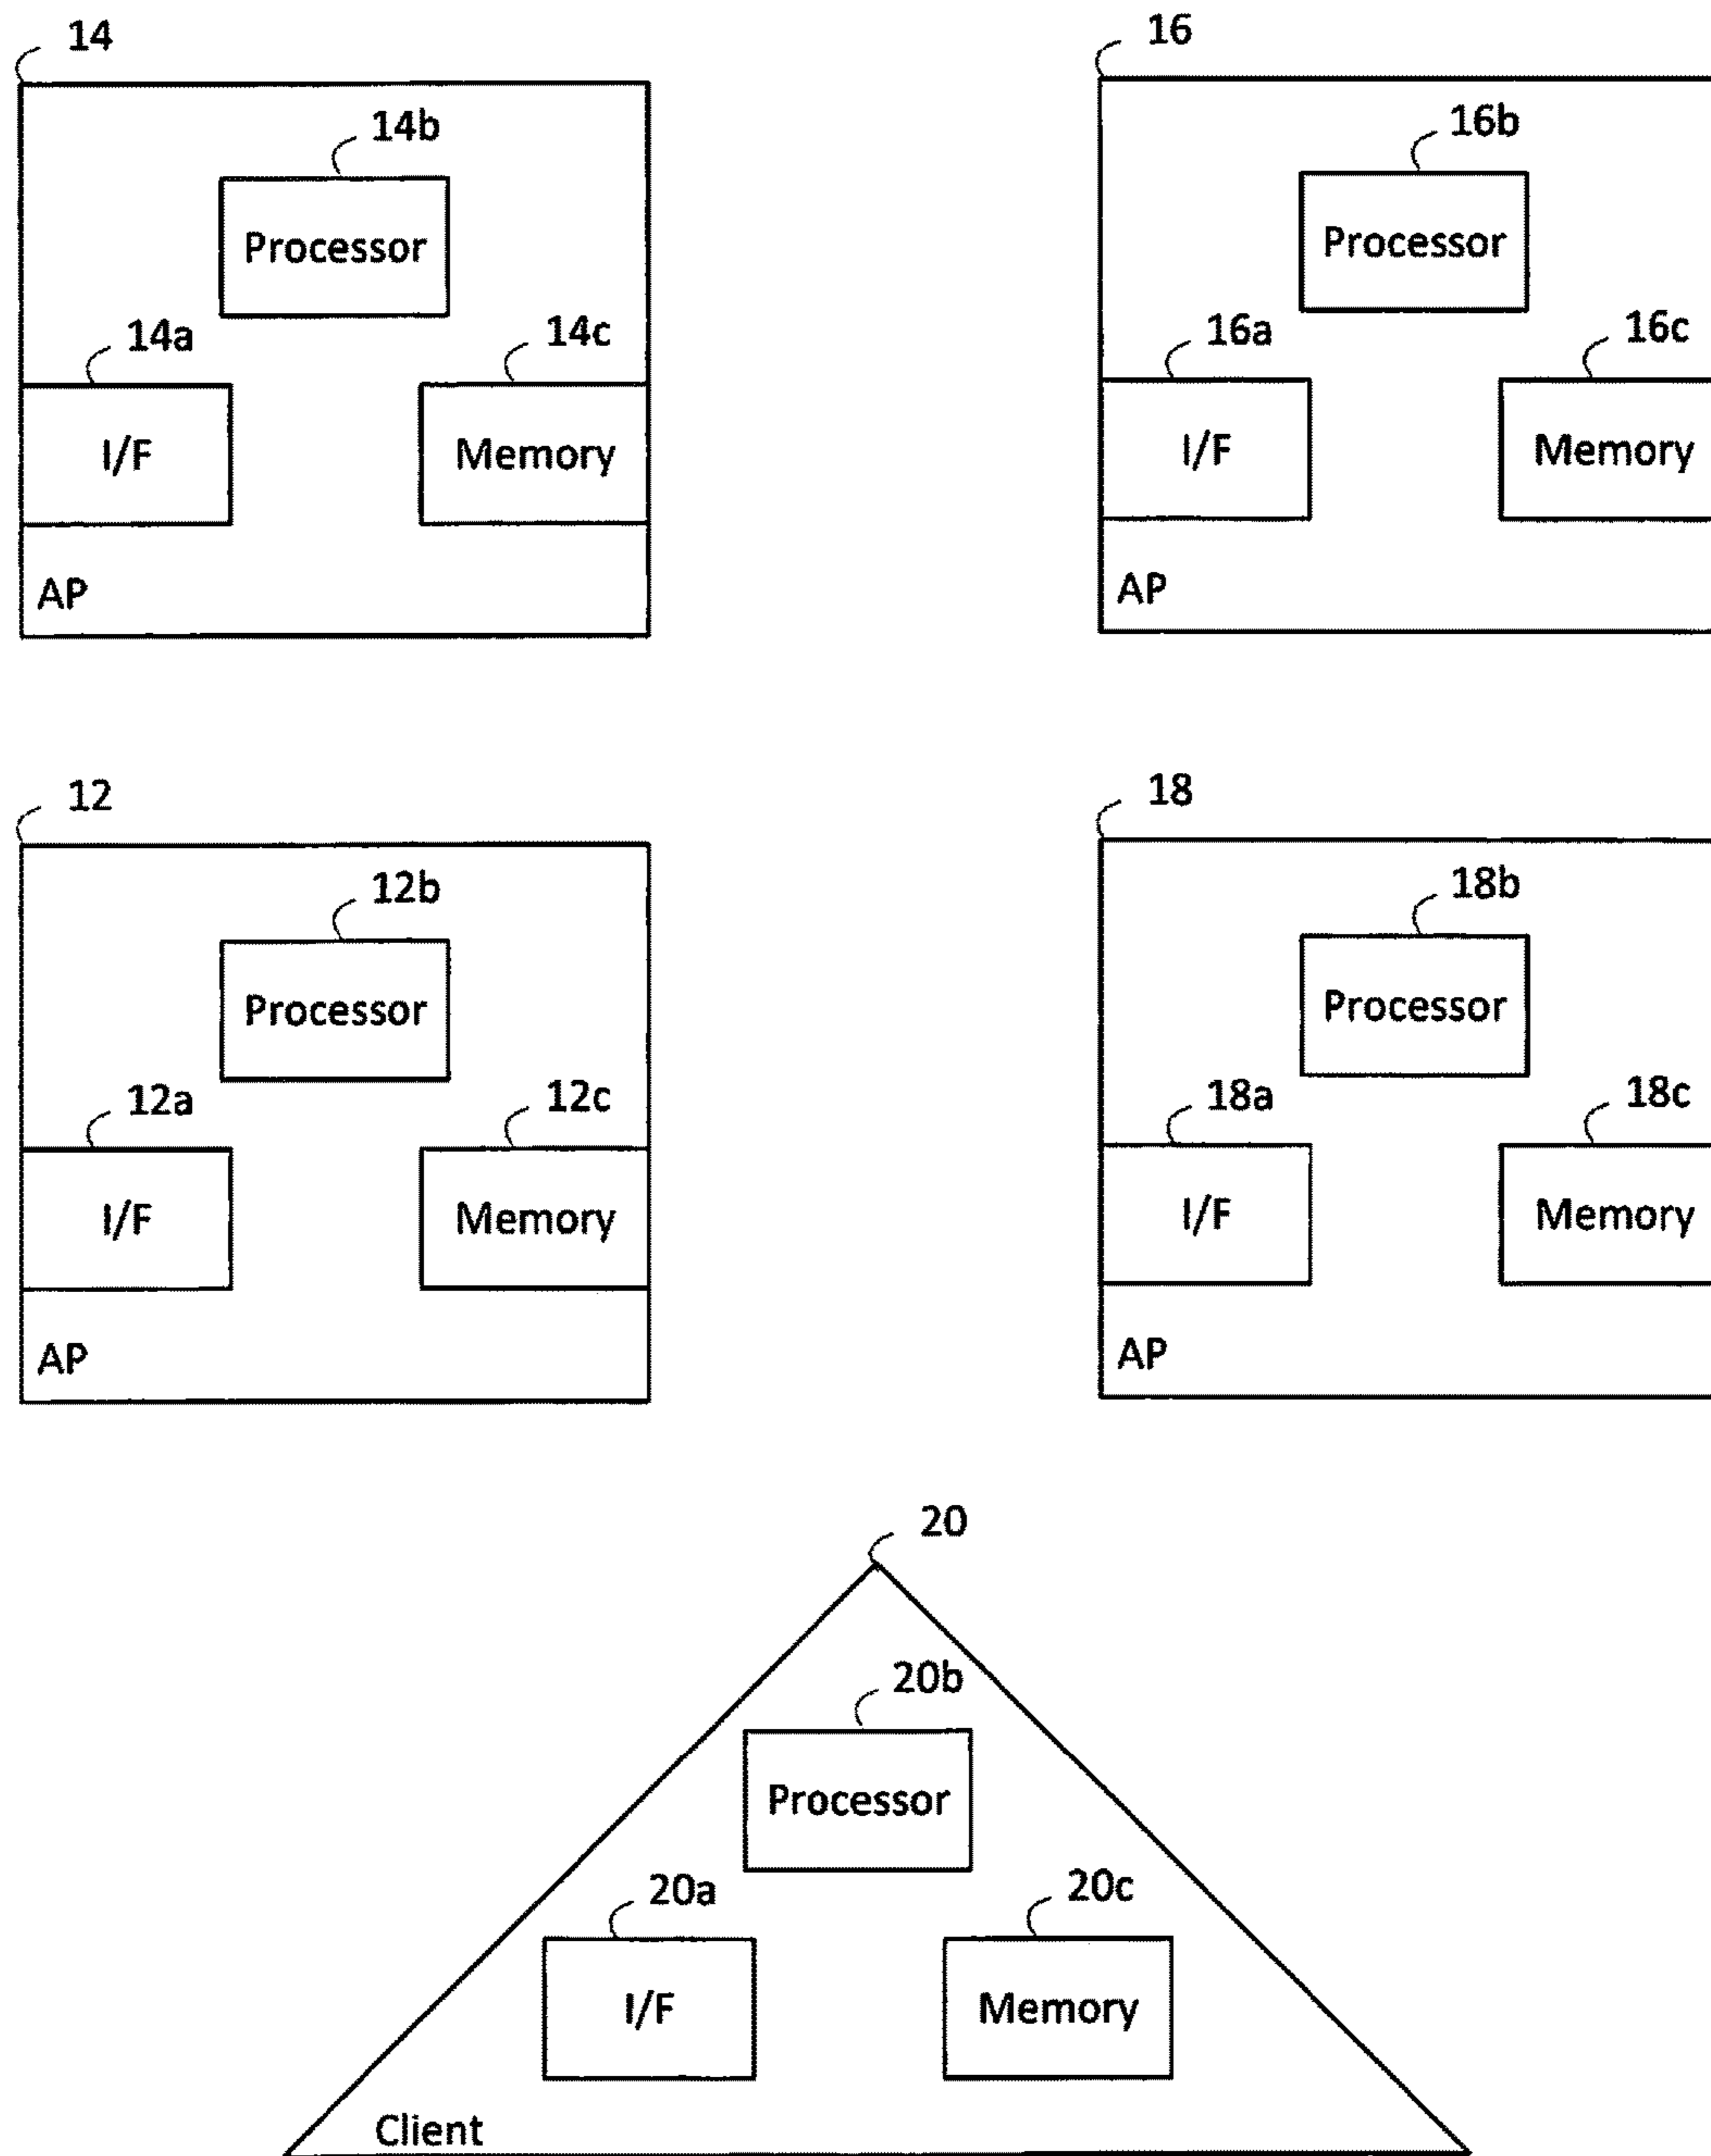 14
14b
Processor
14a
14c
I/F
Memory
AP
16
16b
Processor
16a
16c
I/F
Memory
AP
12
12b
Processor
12a
12c
I/F
Memory
AP
18
18b
Processor
18a
18c
I/F
Memory
AP
20
20b
Processor
20a
20c
I/F
Memory
Client